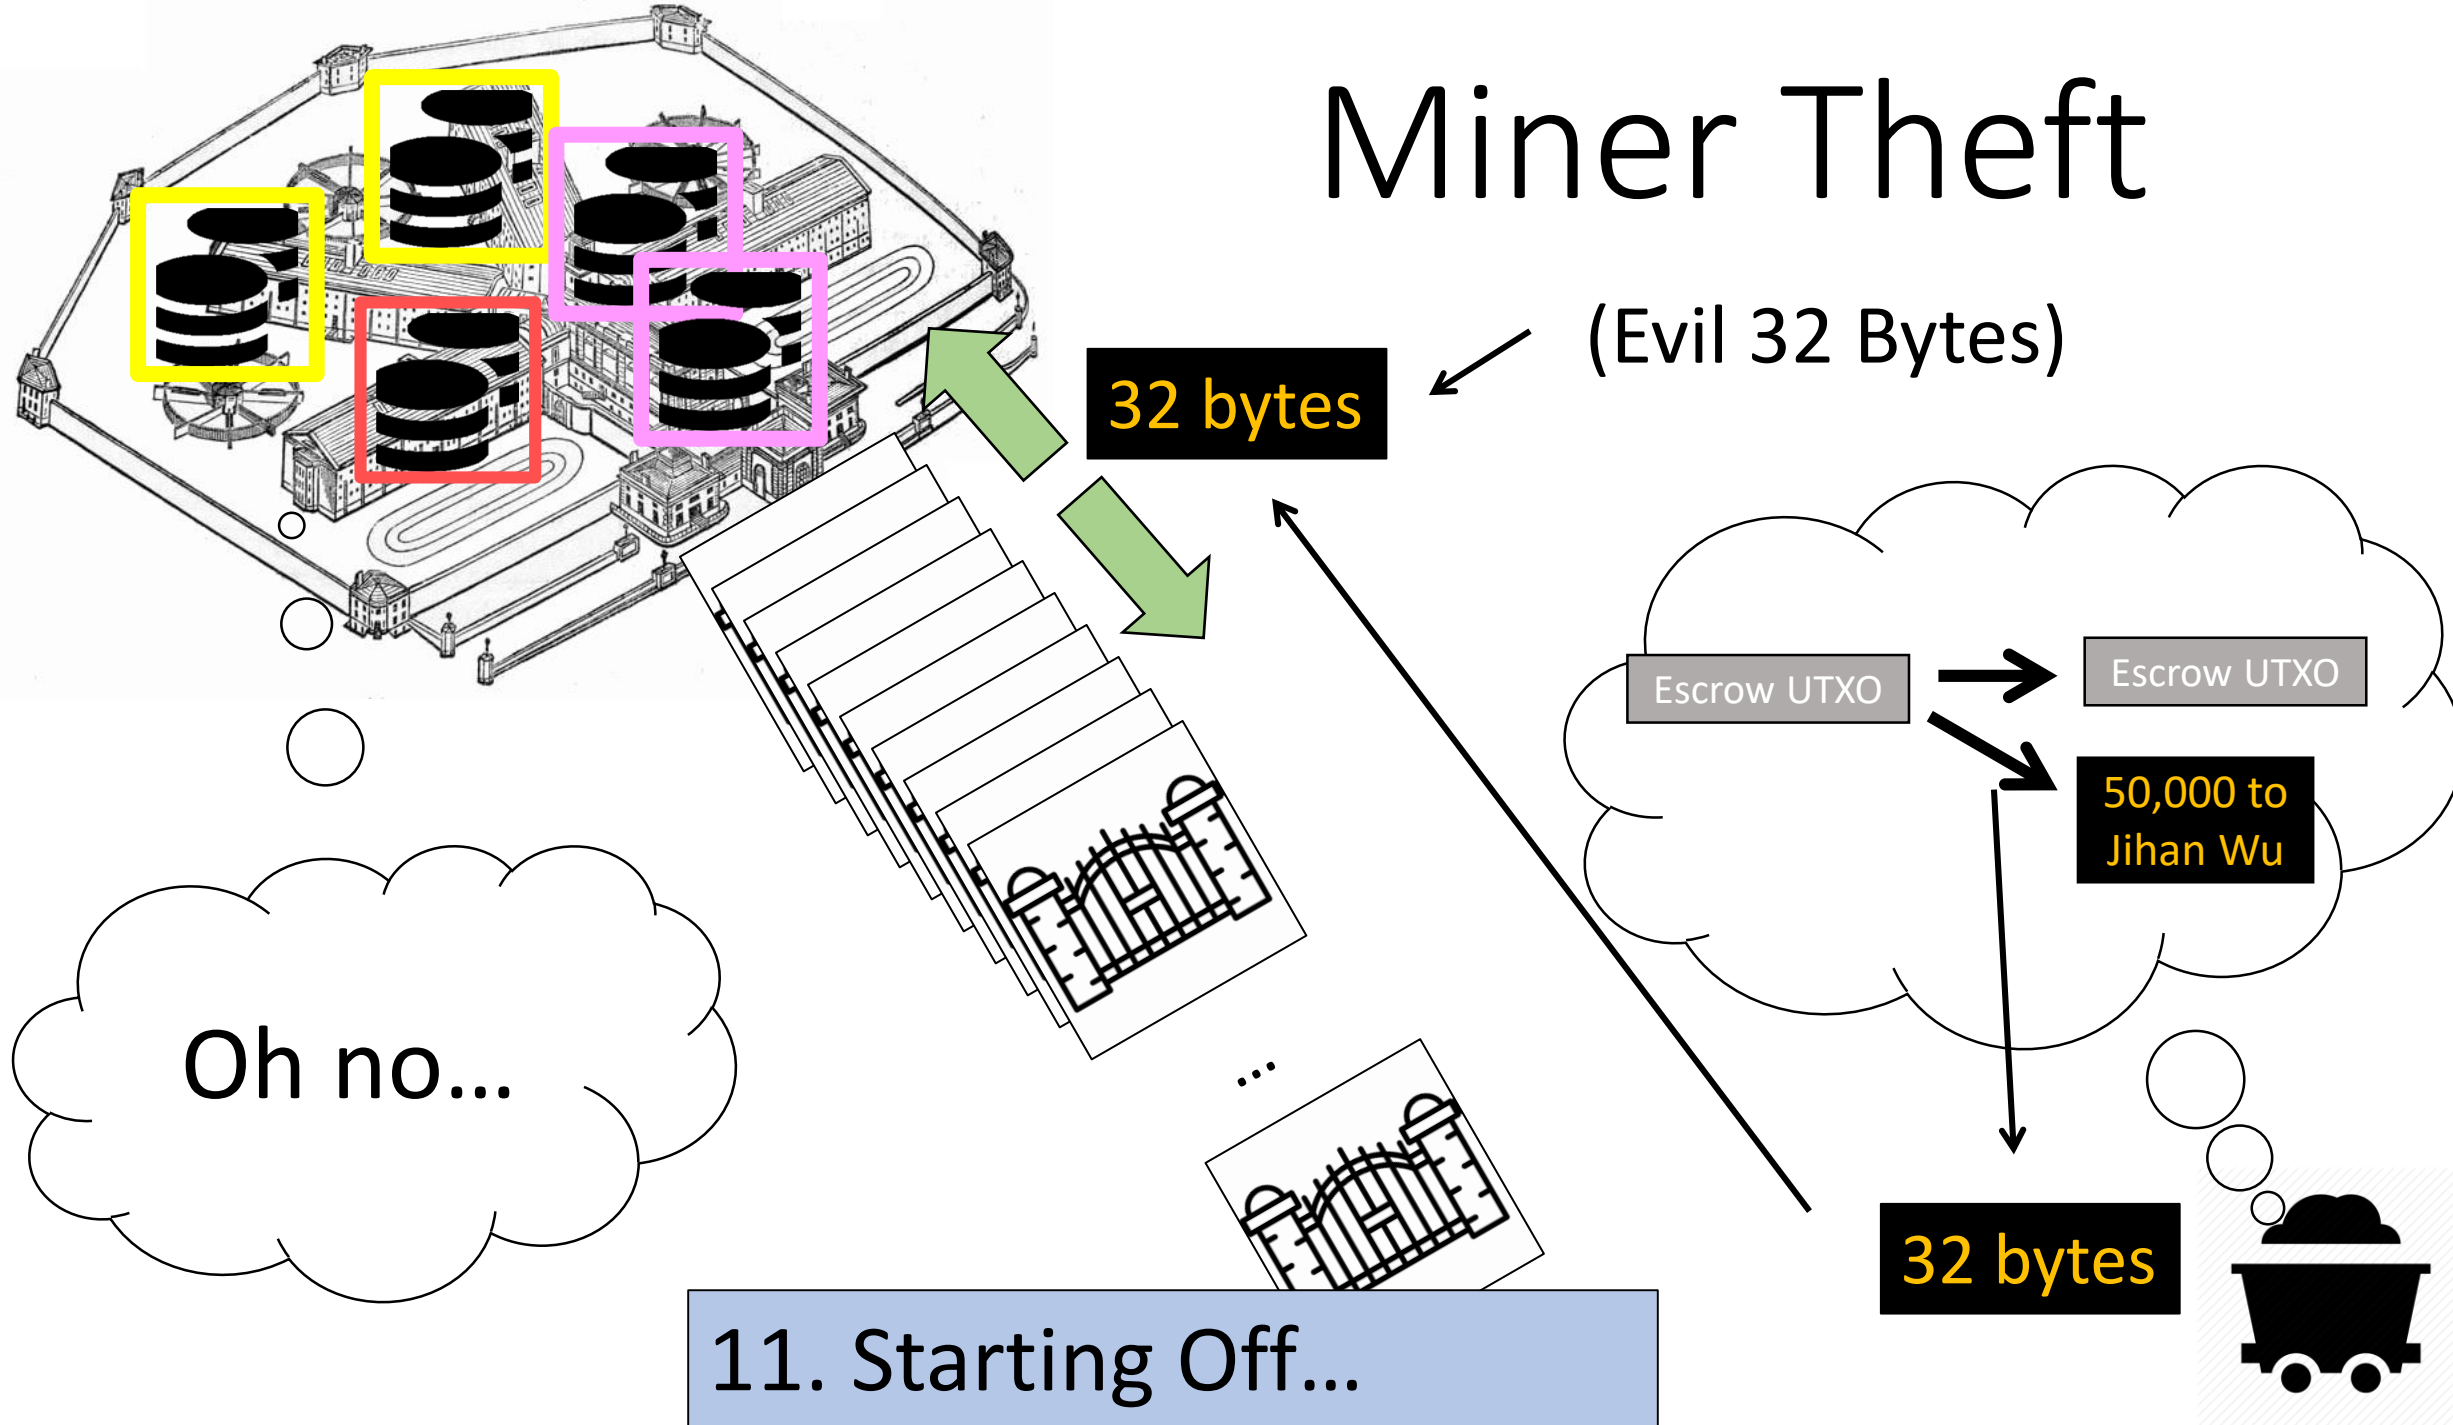 Miner Theft
(Evil 32 Bytes)
32 bytes
Escrow UTXO
Escrow UTXO
50,000 to
Jihan Wu
Oh no...
...
32 bytes
11. Starting Off...